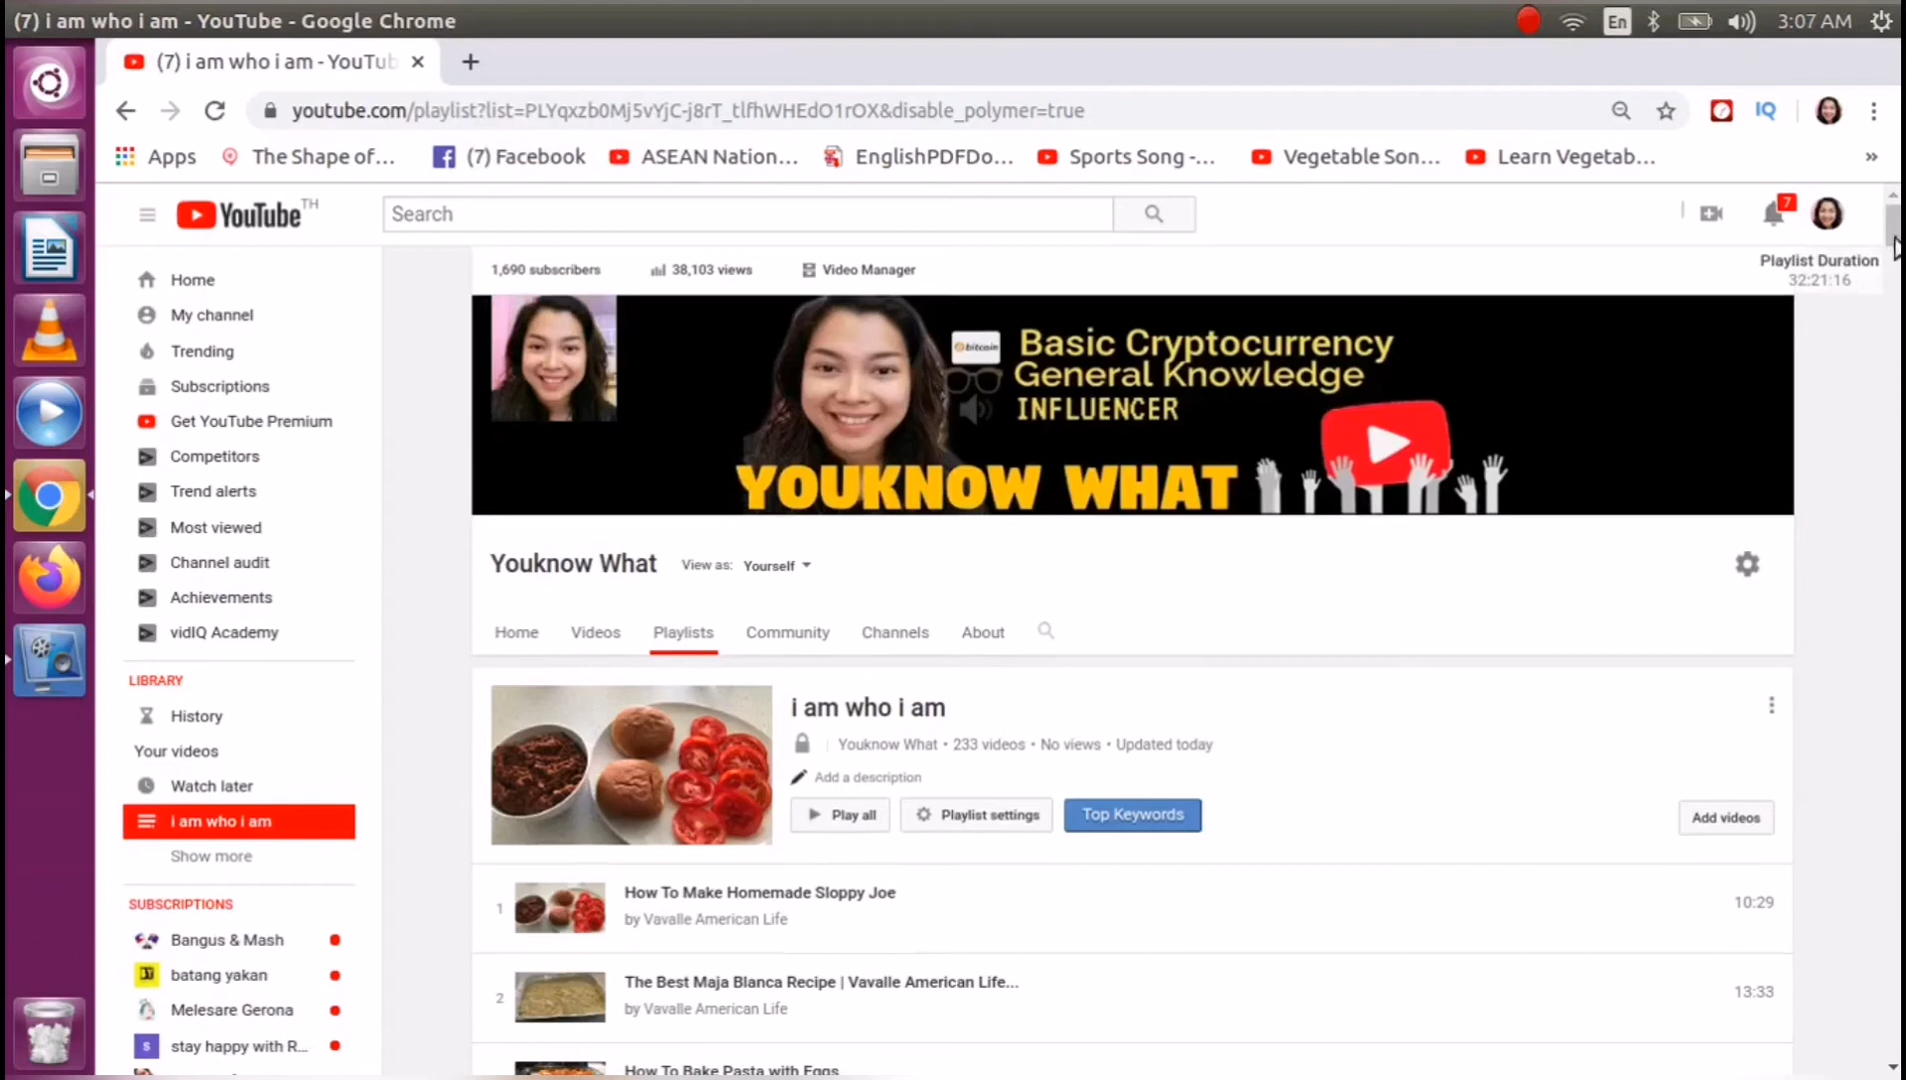 (7) i am who i am - YouTube - Google Chrome
En
3:07 AM
(7) i am who i am - YouTub
youtube.com/playlist?list=PLYqxzb0Mj5vYjC-j8rT_tlfhWHEdO1rOX&disable_polymer=true
IQ
Apps
The Shape of...
(7) Facebook
ASEAN Nation...
EnglishPDFDo...
Sports Song -...
Vegetable Son...
Learn Vegetab...
»
YouTube TH
Search
7
1,690 subscribers
38,103 views
Video Manager
Playlist Duration
32:21:16
bitcoin
Basic Cryptocurrency
General Knowledge
INFLUENCER
YOUKNOW WHAT
Youknow What
View as: Yourself
Home
Videos
Playlists
Community
Channels
About
i am who i am
Youknow What • 233 videos • No views • Updated today
Add a description
Play all
Playlist settings
Top Keywords
Add videos
1
How To Make Homemade Sloppy Joe
by Vavalle American Life
10:29
2
The Best Maja Blanca Recipe | Vavalle American Life...
by Vavalle American Life
13:33
How To Bake Pasta with Eggs
Home
My channel
Trending
Subscriptions
Get YouTube Premium
Competitors
Trend alerts
Most viewed
Channel audit
Achievements
vidIQ Academy
LIBRARY
History
Your videos
Watch later
i am who i am
Show more
SUBSCRIPTIONS
Bangus & Mash
batang yakan
Melesare Gerona
s
stay happy with R...